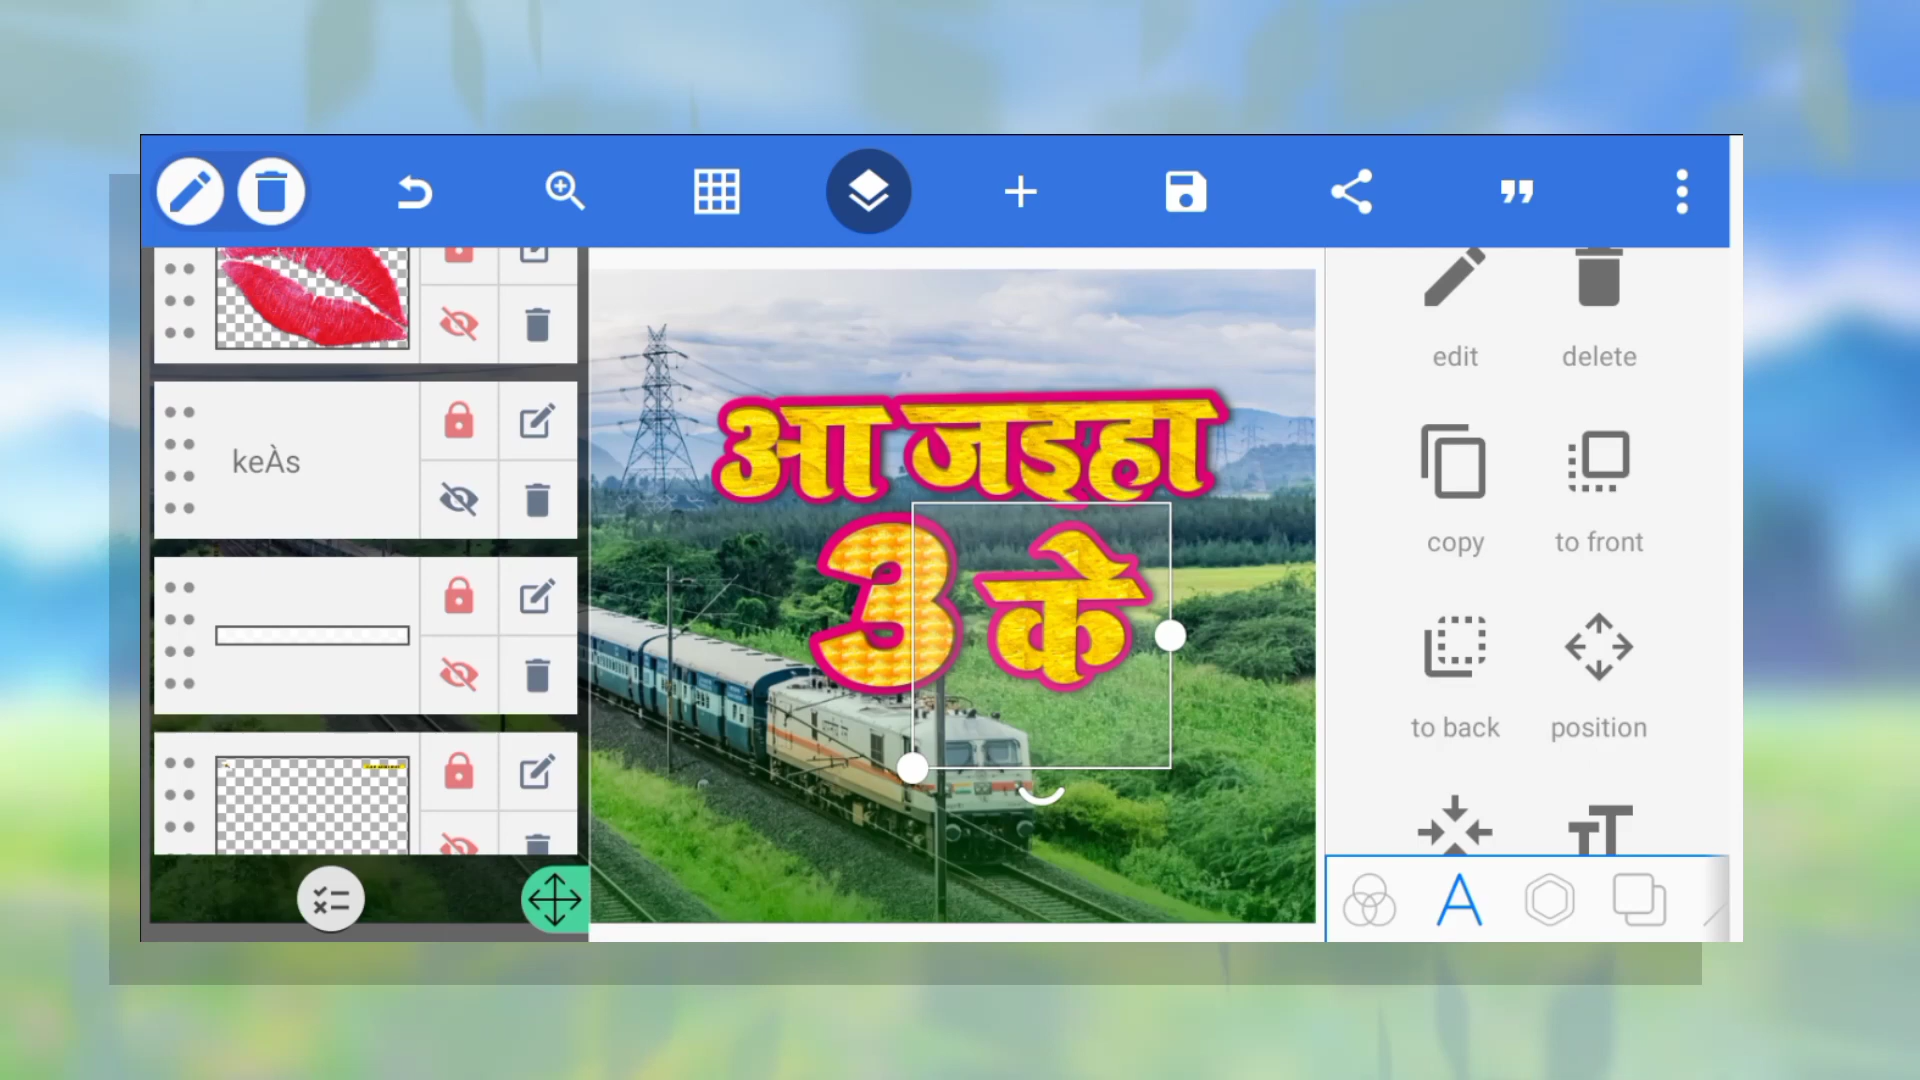 keÀs
आ जइहा
3 के
edit
delete
copy
to front
to back
position